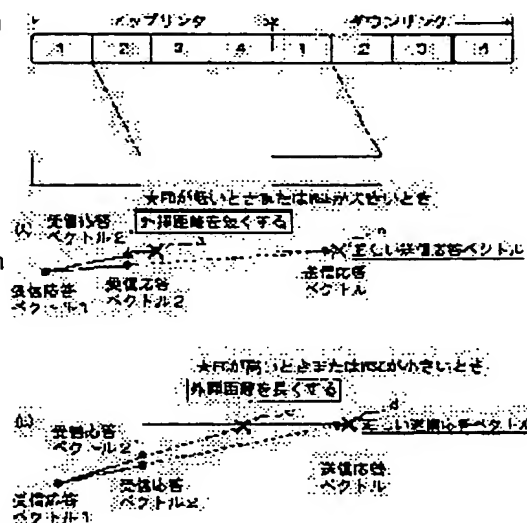 アップリンク ダウンリンク
1 2 3 4 1 2 3 4
★FDが低いときまたはが大きいとき
外挿距離を短くする
受信応答
ベクトル2
正しい送信応答ベクトル
受信応答
ベクトル1
受信応答
ベクトル2
送信応答
ベクトル
★FDが高いときまたはが小さいとき
外挿距離を長くする
受信応答
ベクトル2
d
正しい送信応答ベクトル
受信応答
ベクトル1
受信応答
ベクトル2
送信応答
ベクトル